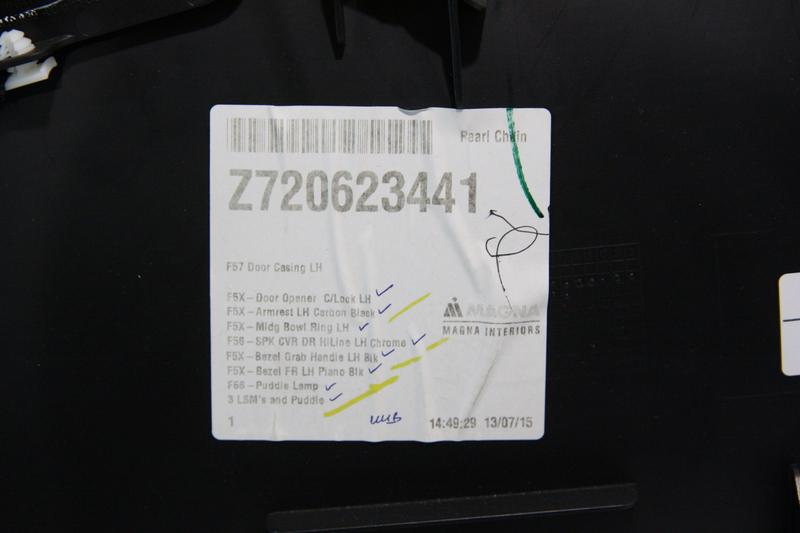 Pearl Chain
Z720623441
F57 Door Casing LH
F5X-Door Opener C/Lock LH
F5X-Armrest LH Carbon Black
F5X-Midg Bowl Ring LH
F56-SPK CVR DR HiLine LH Chrome
F5X-Bezel Grab Handle LH Blk
F5X-Bezel FR LH Piano Blk
F56-Puddle Lamp
3 LSM's and Puddle
MAGNA
MAGNA INTERIORS
1
14:49:29 13/07/15